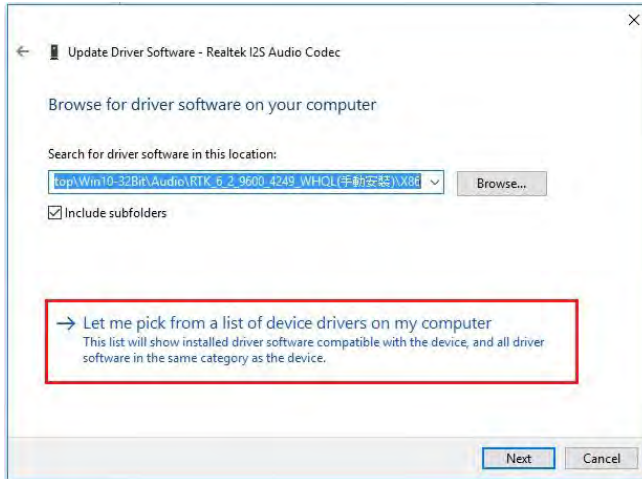 Update Driver Software - Realtek I2S Audio Codec
Browse for driver software on your computer
Search for driver software in this location:
top\Win10-32Bit\Audio\RTK_6_2_9600_4249_WHQL(手動安裝)\X86
Browse...
Include subfolders
Let me pick from a list of device drivers on my computer
This list will show installed driver software compatible with the device, and all driver
software in the same category as the device.
Next
Cancel